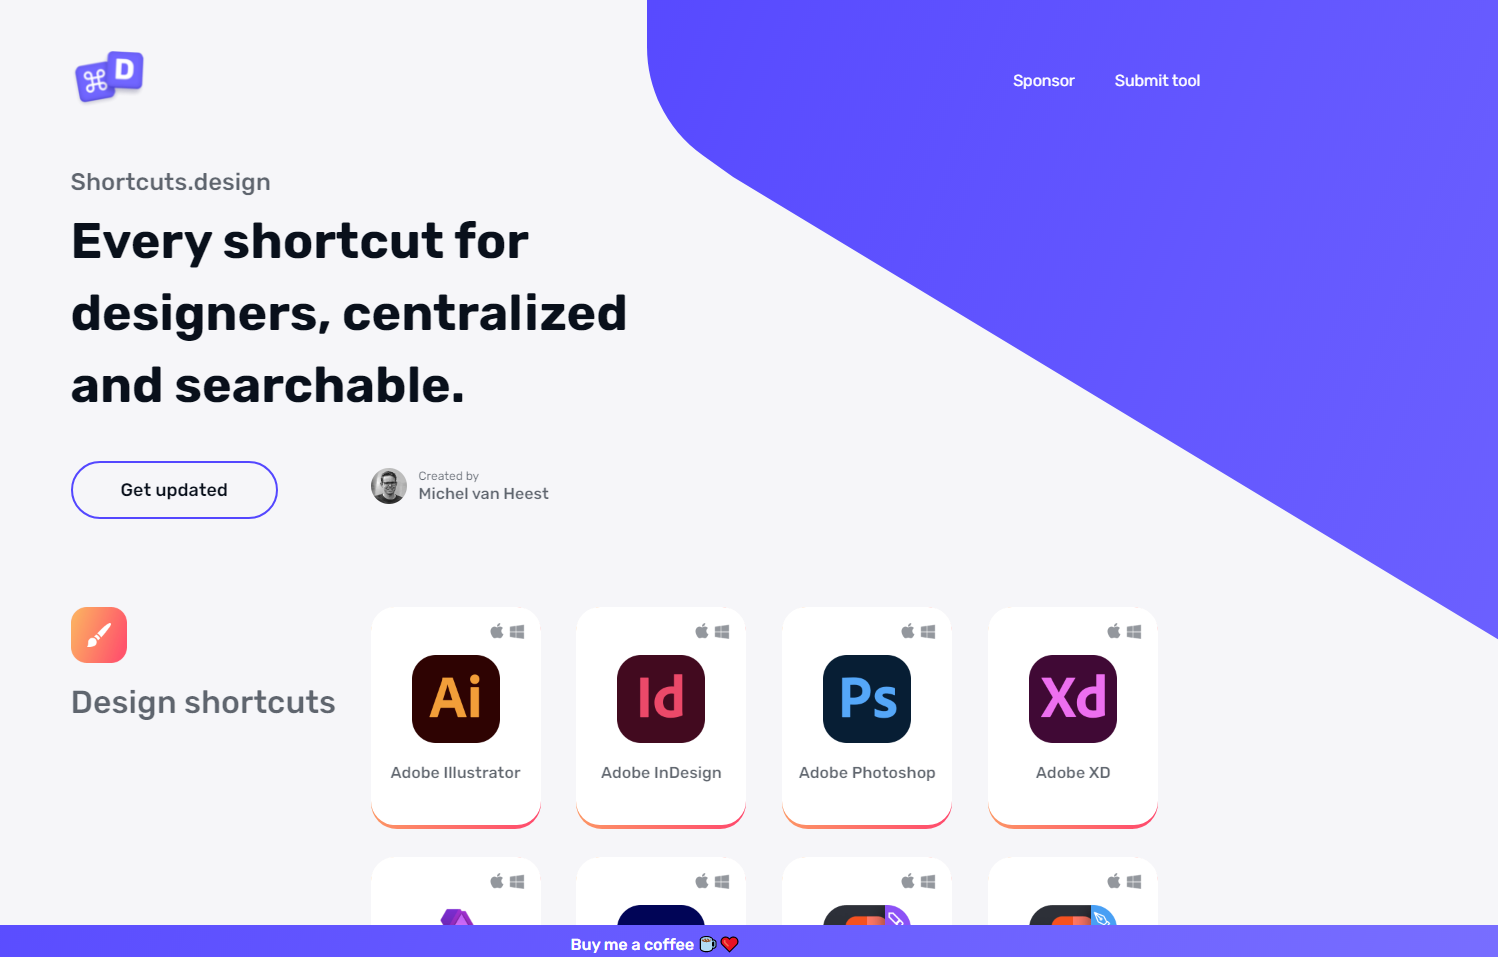 ⌘ D
Sponsor
Submit tool
Shortcuts.design
Every shortcut for
designers, centralized
and searchable.
Get updated
Created by
Michel van Heest
Design shortcuts
Ai
Adobe Illustrator
Id
Adobe InDesign
Ps
Adobe Photoshop
Xd
Adobe XD
Buy me a coffee ☕❤️